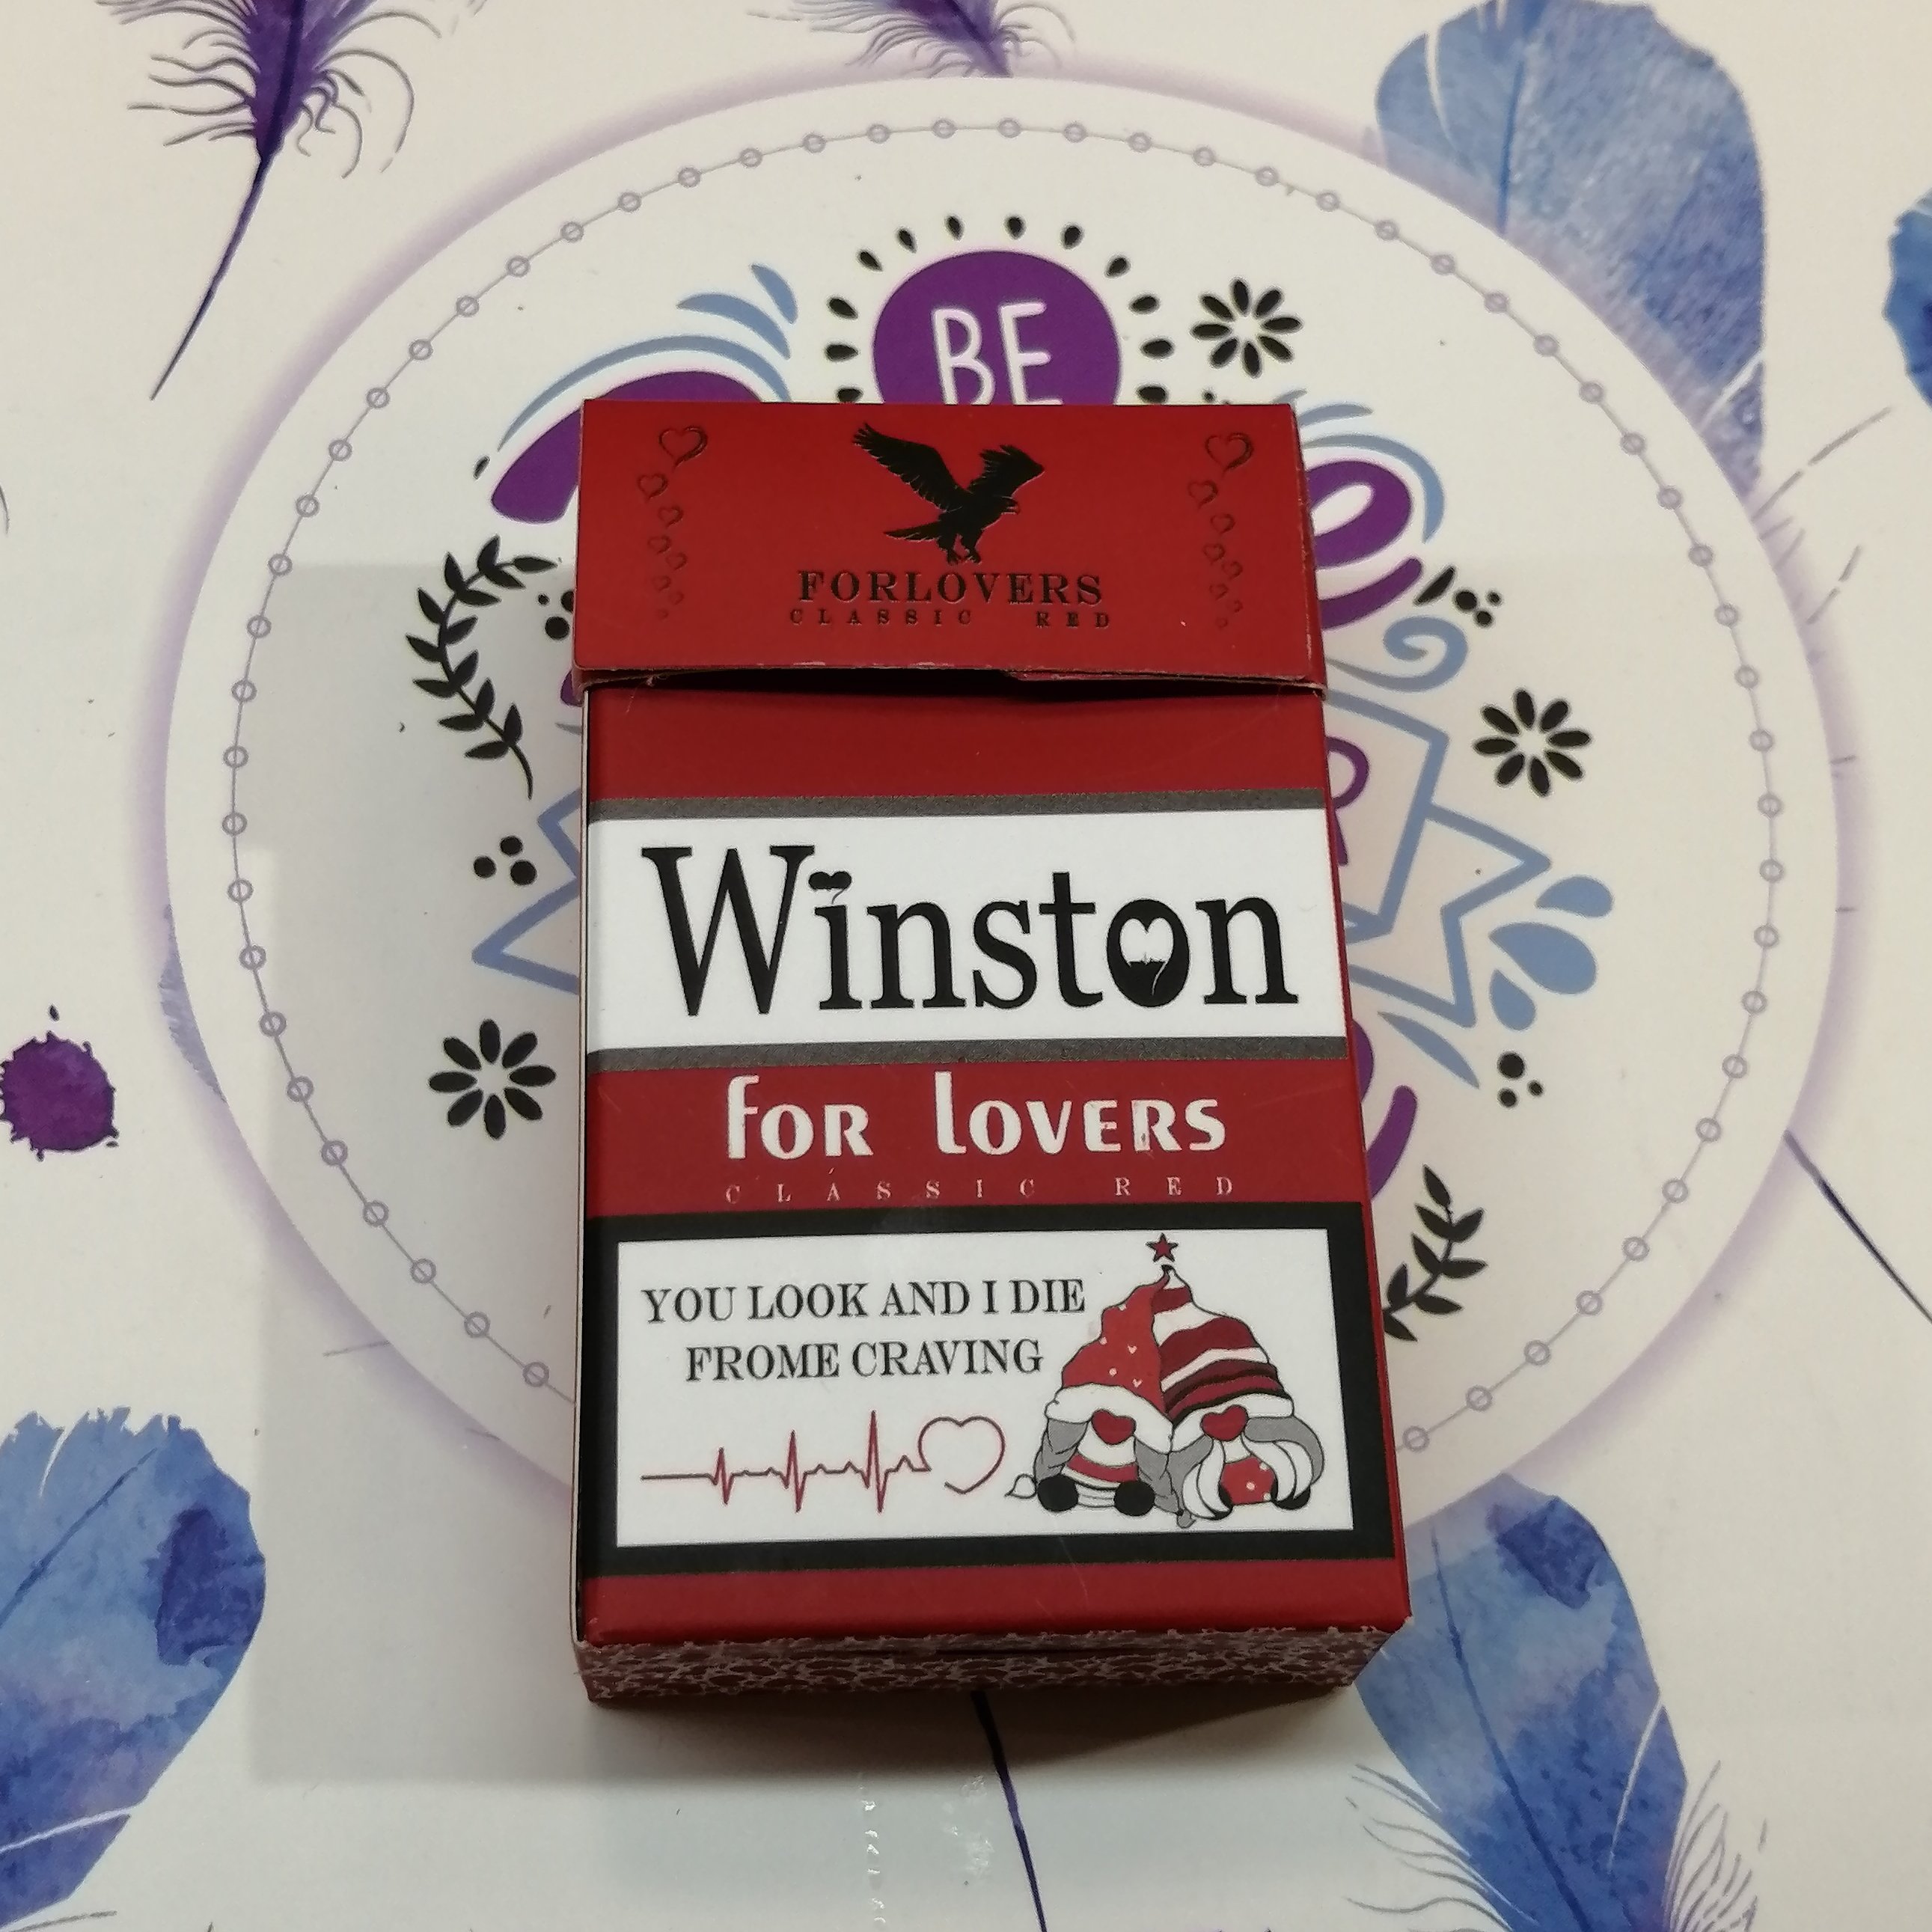 BE
FORLOVERS
CLASSIC RED
Winston
for lovers
CLASSIC RED
YOU LOOK AND I DIE
FROME CRAVING